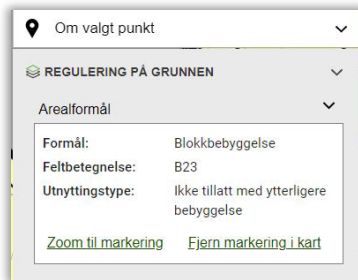 Om valgt punkt
REGULERING PÅ GRUNNEN
Arealformål
Formål: Blokkbebyggelse
Feltbetegnelse: B23
Utnyttingstype: Ikke tillatt med ytterligere
bebyggelse
Zoom til markering Fjern markering i kart